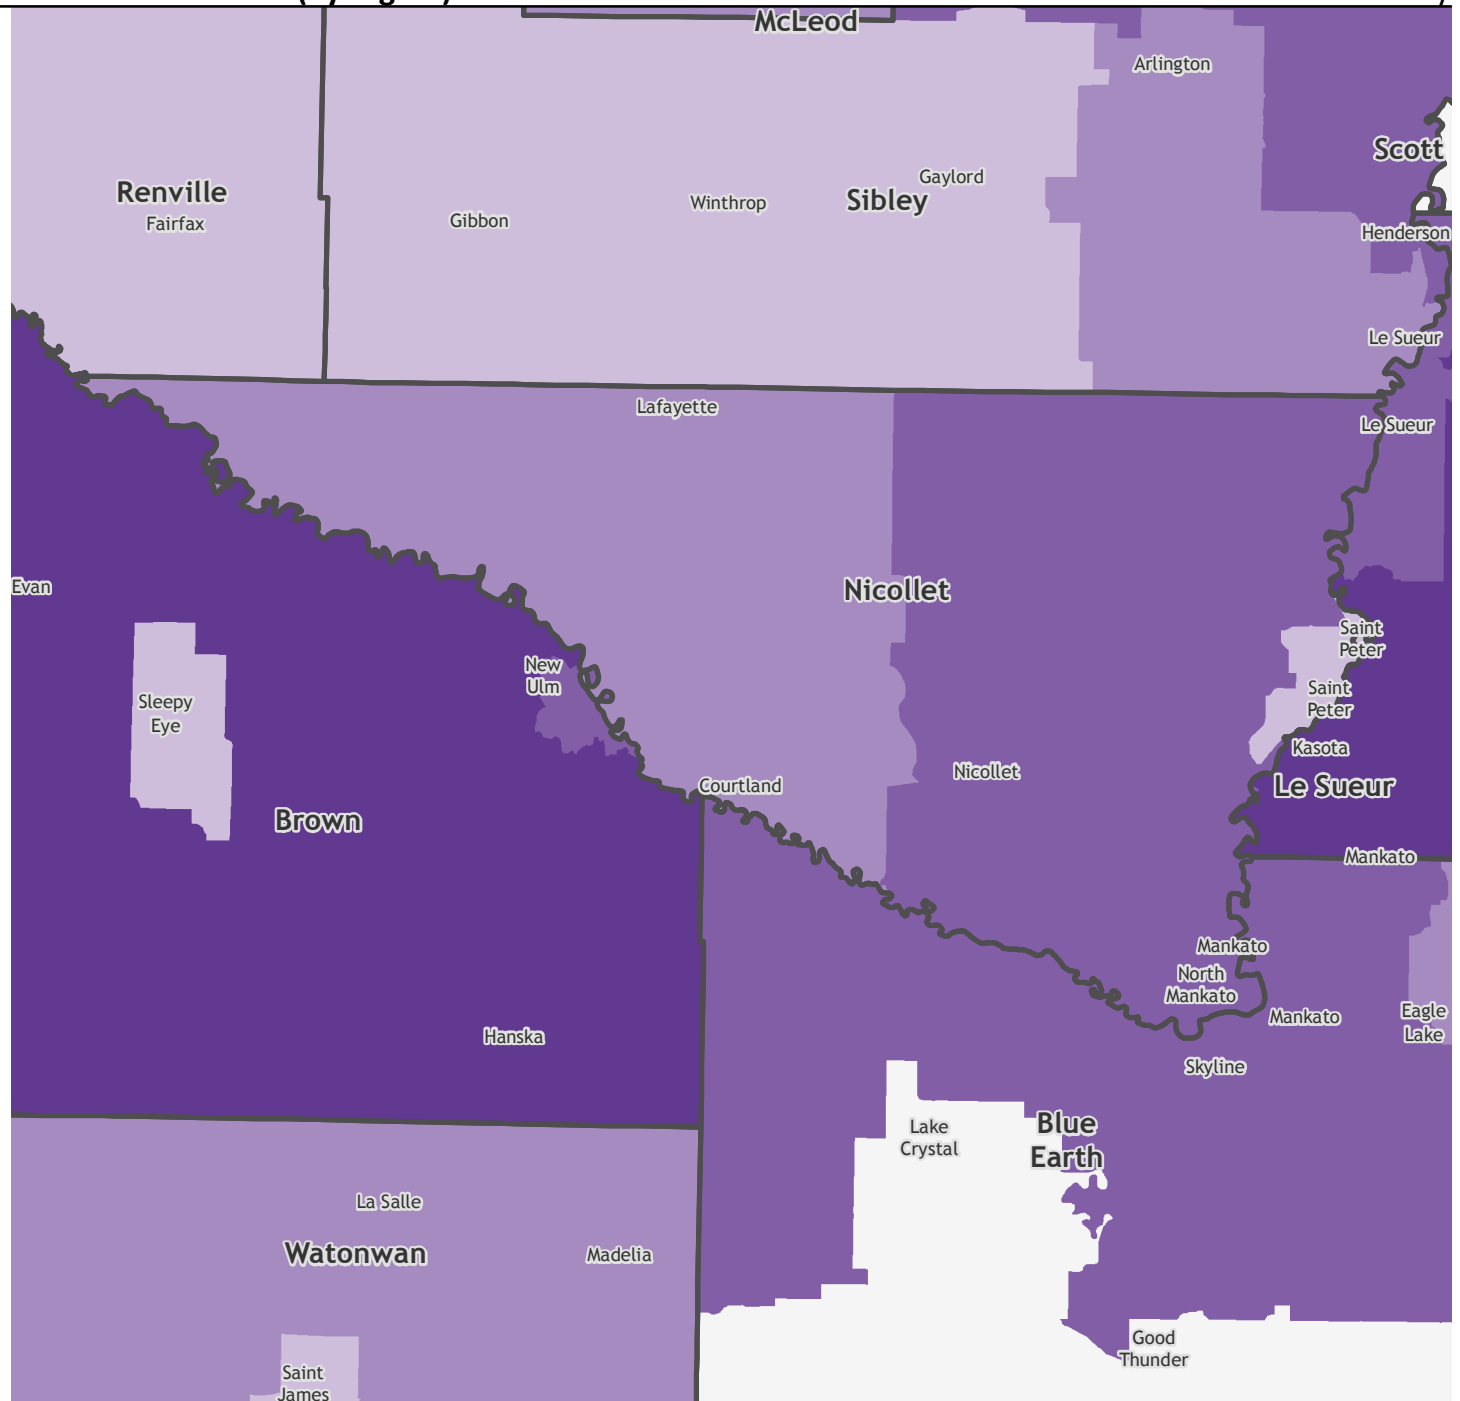 McLeod
Arlington
Scott
Renville
Fairfax
Gaylord
Winthrop
Sibley
Gibbon
Henderson
Le Sueur
Lafayette
Le Sueur
Evan
Nicollet
Saint
Peter
New
Ulm
Sleepy
Eye
Saint
Peter
Kasota
Nicollet
Courtland
Le Sueur
Brown
Mankato
Mankato
North
Mankato
Mankato
Eagle
Lake
Hanska
Skyline
Lake
Crystal
Blue
Earth
La Salle
Watonwan
Madelia
Good
Thunder
Saint
James